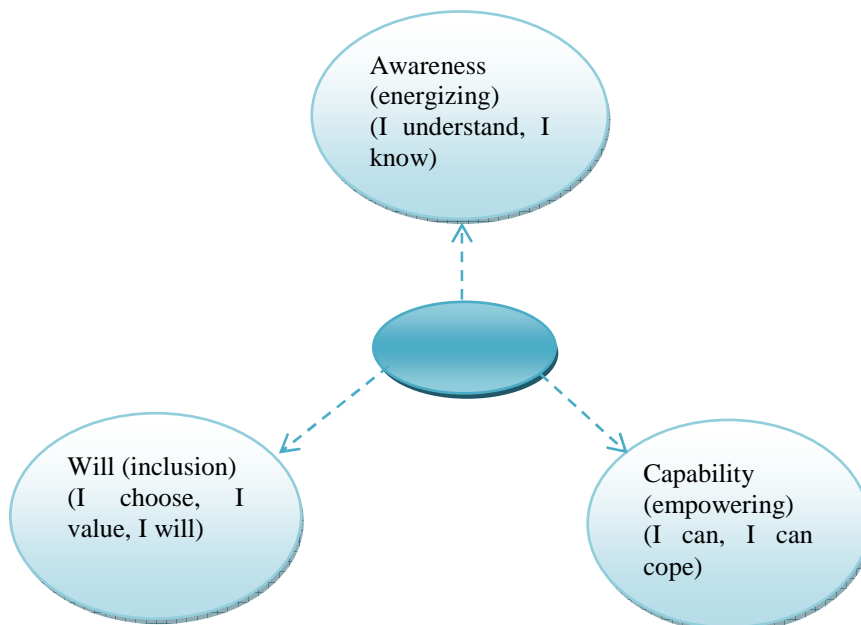 Awareness
(energizing)
(I understand, I
know)
Will (inclusion)
(I choose, I
value, I will)
Capability
(empowering)
(I can, I can
cope)